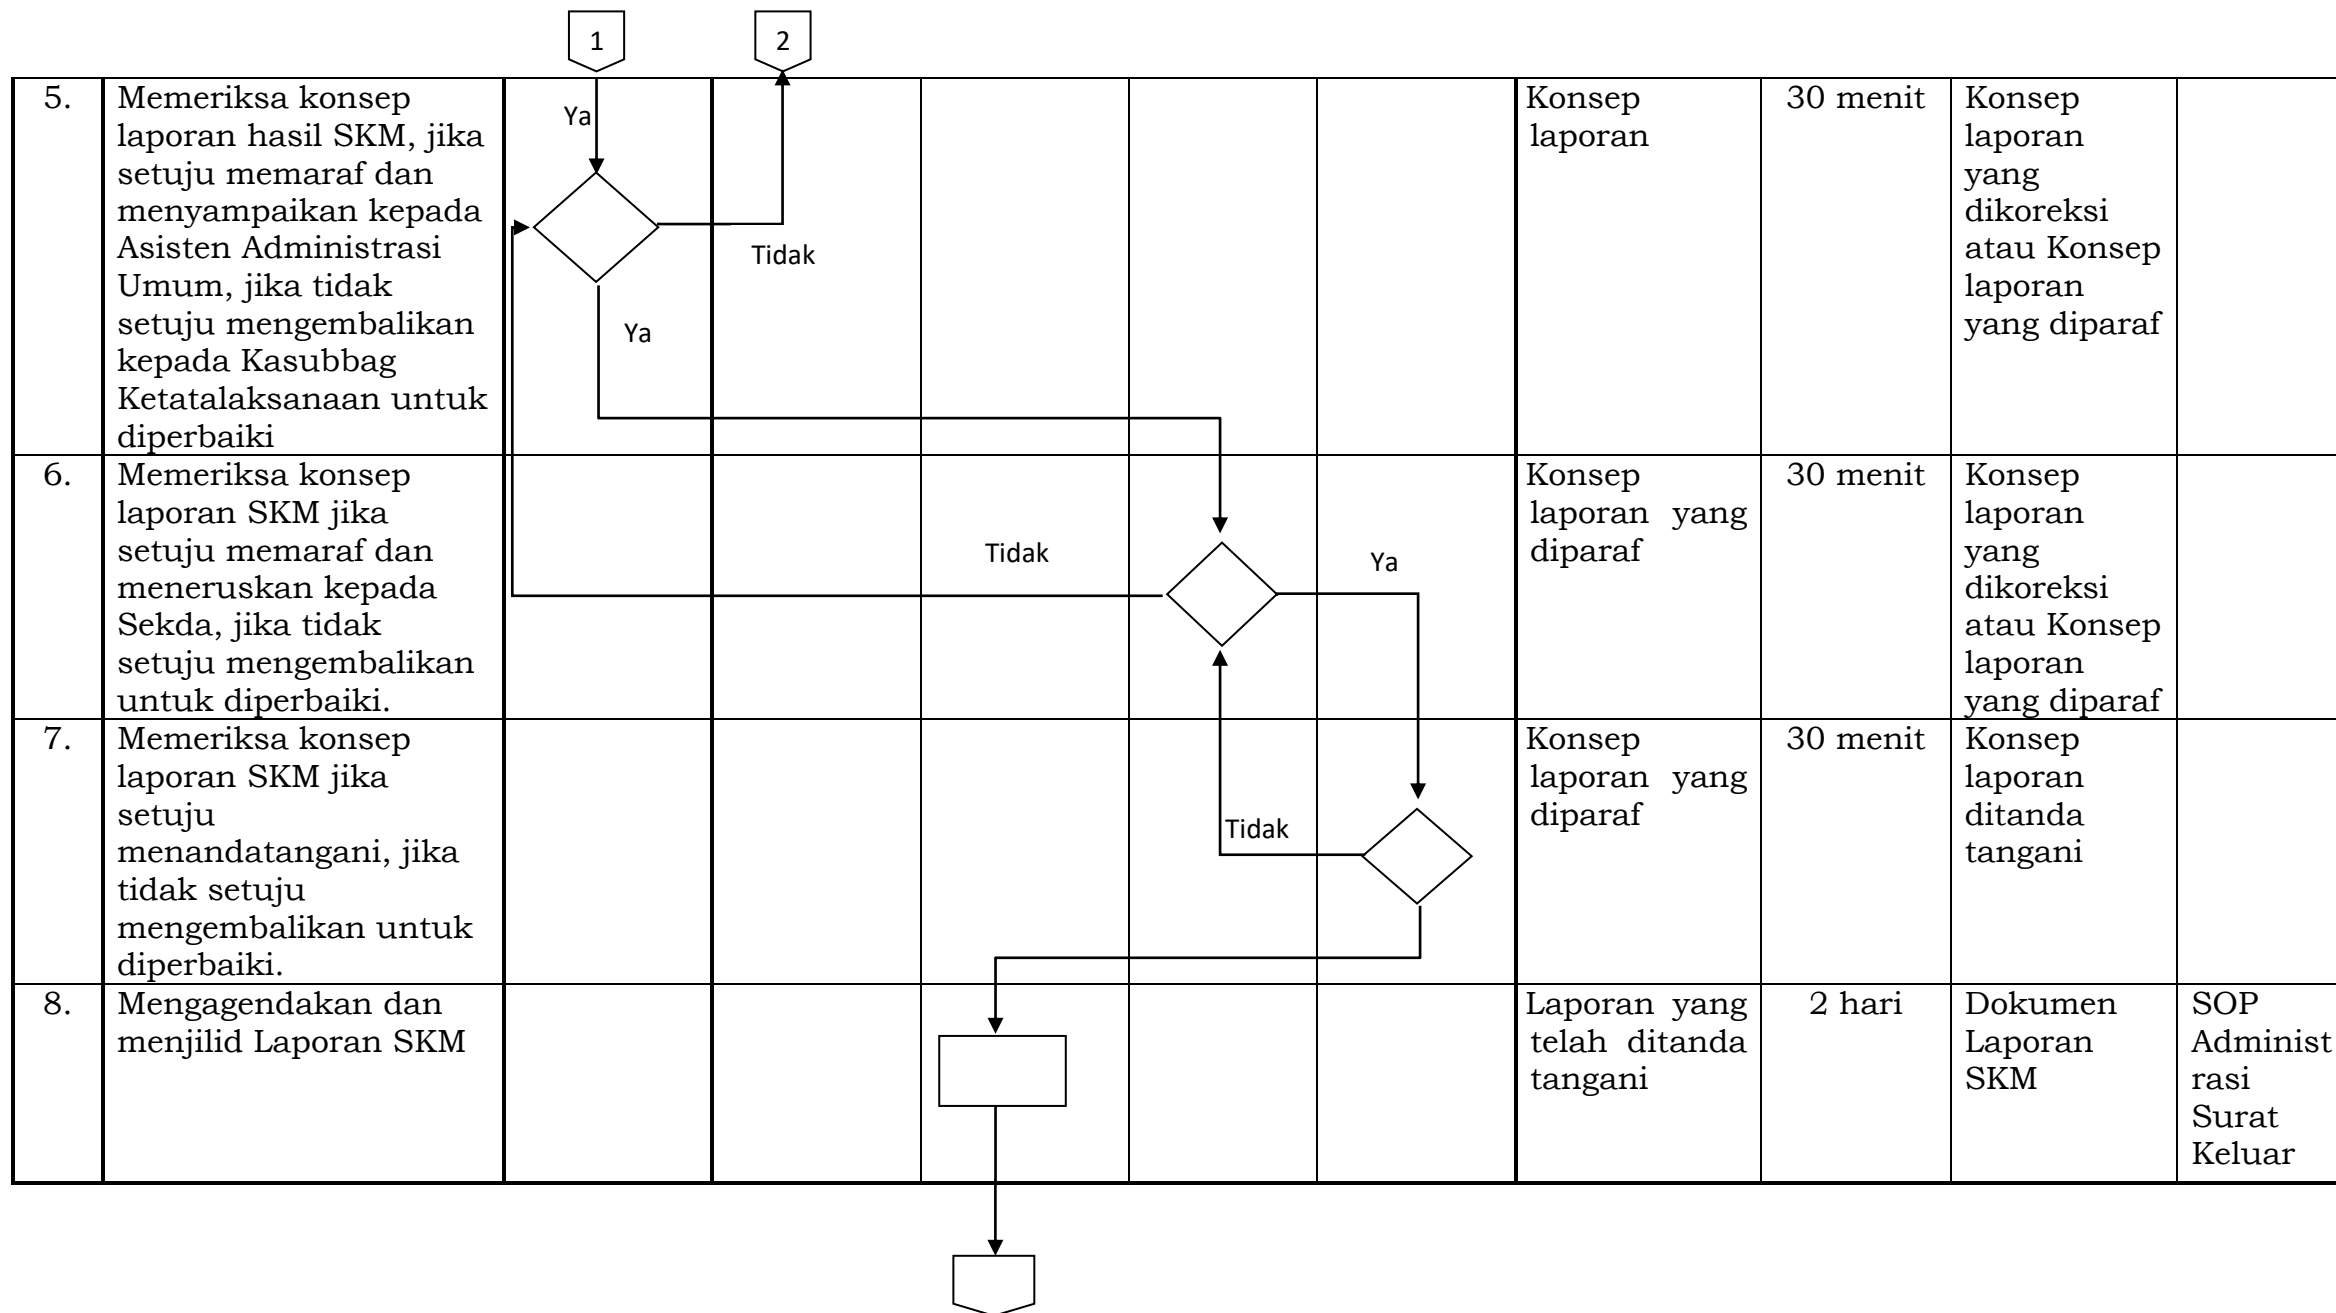 1
2
5.
Memeriksa konsep
laporan hasil SKM, jika
setuju memaraf dan
menyampaikan kepada
Asisten Administrasi
Umum, jika tidak
setuju mengembalikan
kepada Kasubbag
Ketatalaksanaan untuk
diperbaiki
Ya
Tidak
Ya
Konsep
laporan
30 menit
Konsep
laporan
yang
dikoreksi
atau Konsep
laporan
yang diparaf
6.
Memeriksa konsep
laporan SKM jika
setuju memaraf dan
meneruskan kepada
Sekda, jika tidak
setuju mengembalikan
untuk diperbaiki.
Tidak
Ya
Konsep
laporan yang
diparaf
30 menit
Konsep
laporan
yang
dikoreksi
atau Konsep
laporan
yang diparaf
7.
Memeriksa konsep
laporan SKM jika
setuju
menandatangani, jika
tidak setuju
mengembalikan untuk
diperbaiki.
Tidak
Konsep
laporan yang
diparaf
30 menit
Konsep
laporan
ditanda
tangani
8.
Mengagendakan dan
menjilid Laporan SKM
Laporan yang
telah ditanda
tangani
2 hari
Dokumen
Laporan
SKM
SOP
Administ
rasi
Surat
Keluar